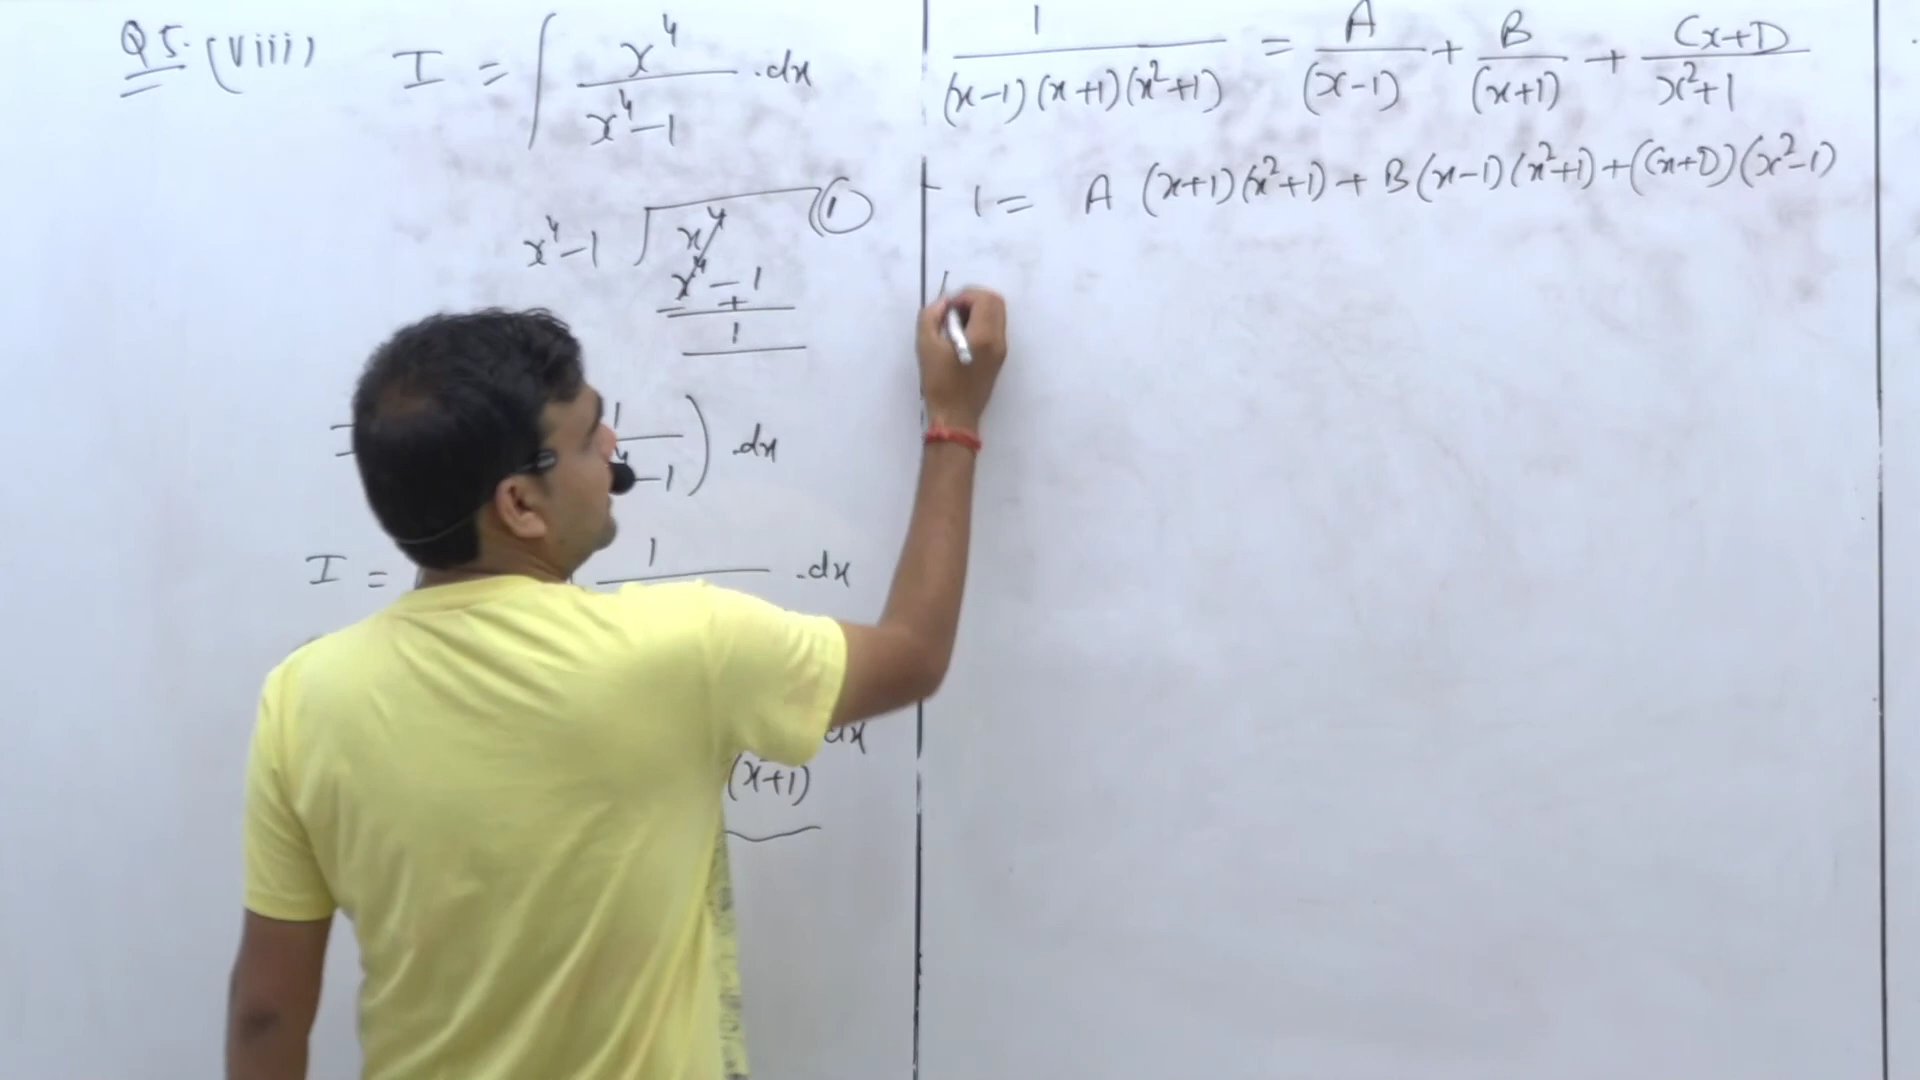 Q5. (viii) I = ∫ x⁴/(x⁴-1) .dx
x⁴-1 ) x⁴ ( 1
x⁴ - 1
- +
1
= 1/-1 ) .dx
I = 1 .dx
dx
(x+1)
1/((x-1)(x+1)(x²+1)) = A/(x-1) + B/(x+1) + (Cx+D)/(x²+1)
1 = A (x+1)(x²+1) + B(x-1)(x²+1) + (Cx+D)(x²-1)